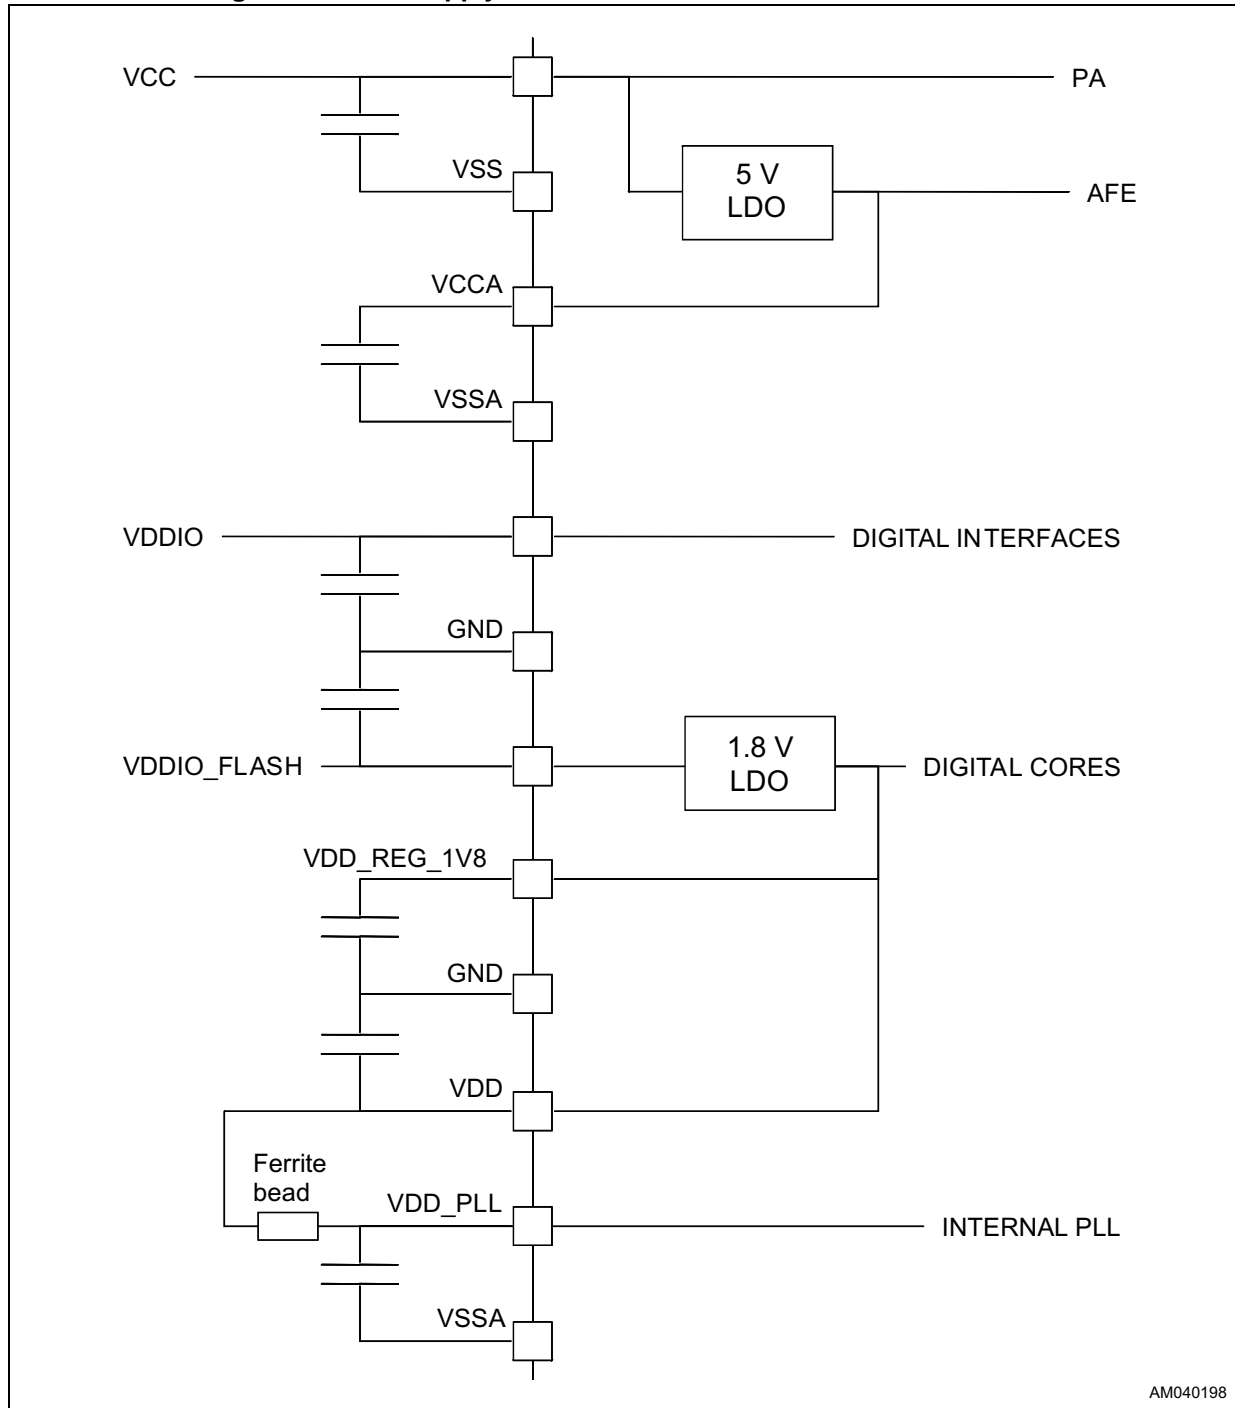 VCC
PA
VSS
5 V
LDO
AFE
VCCA
VSSA
VDDIO
DIGITAL INTERFACES
GND
VDDIO_FLASH
1.8 V
LDO
DIGITAL CORES
VDD_REG_1V8
GND
VDD
Ferrite
bead
VDD_PLL
INTERNAL PLL
VSSA
AM040198